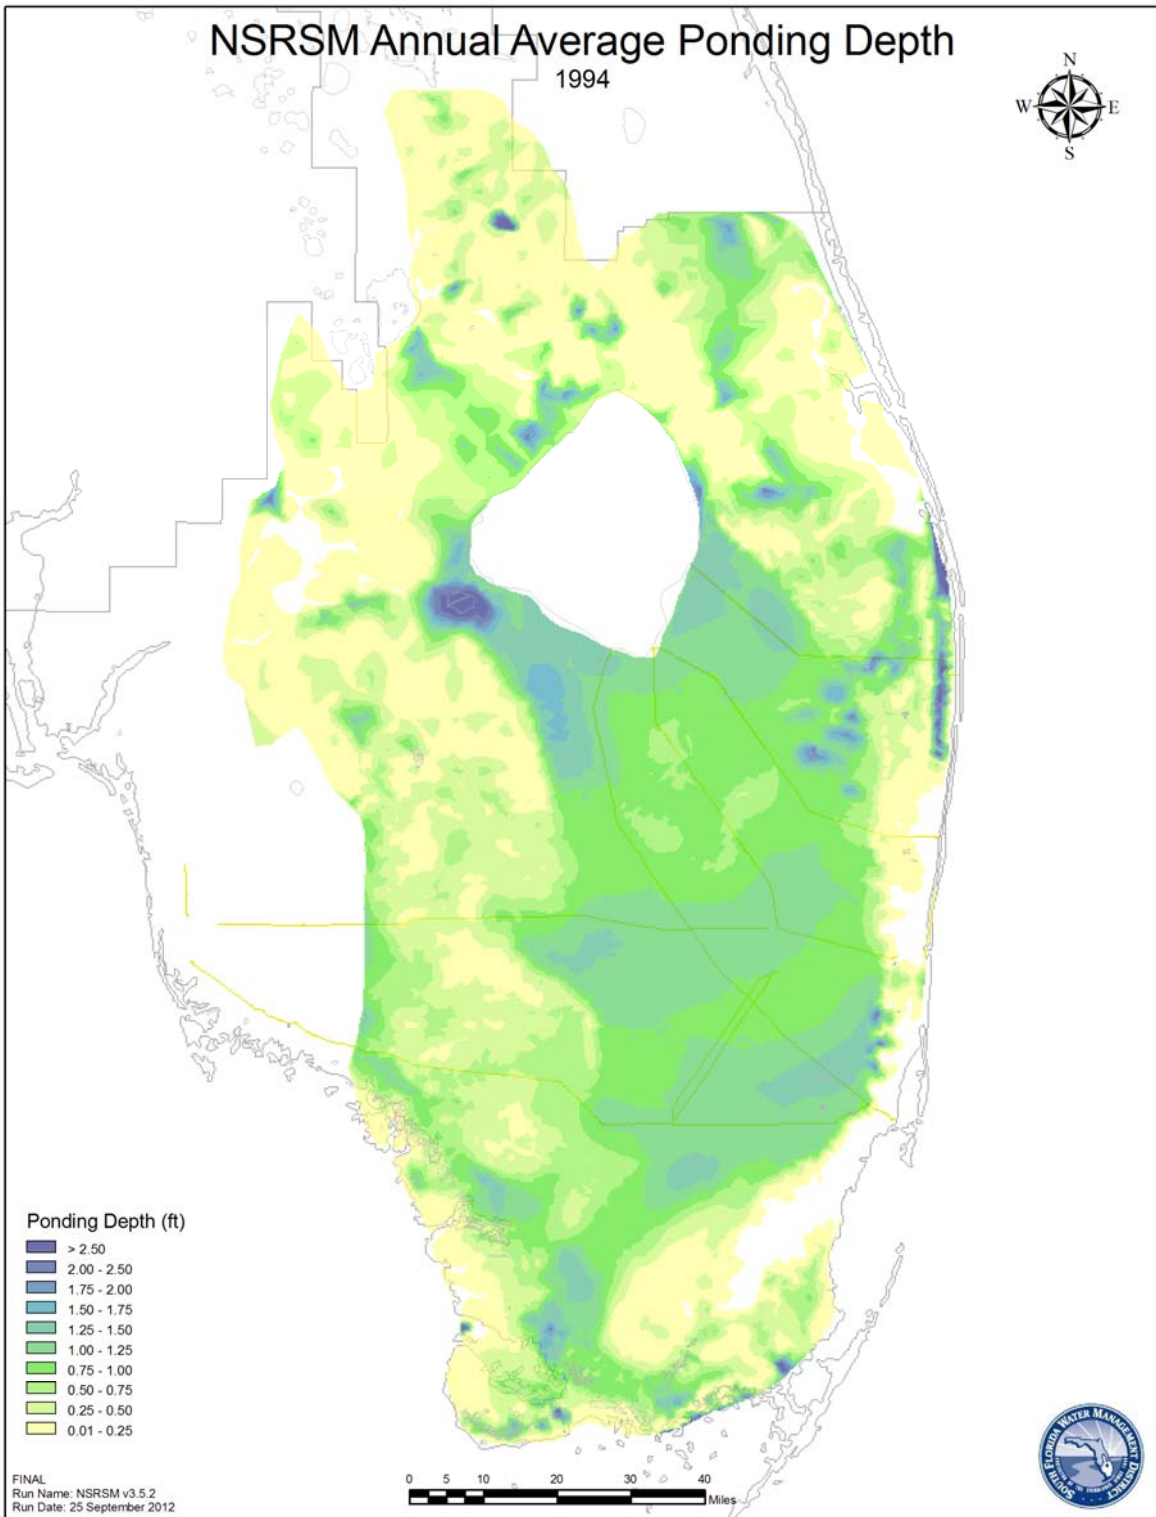 NSRSM Annual Average Ponding Depth
1994
N
W E
S
Ponding Depth (ft)
> 2.50
2.00 - 2.50
1.75 - 2.00
1.50 - 1.75
1.25 - 1.50
1.00 - 1.25
0.75 - 1.00
0.50 - 0.75
0.25 - 0.50
0.01 - 0.25
FINAL
Run Name: NSRSM v3.5.2
Run Date: 25 September 2012
0 5 10 20 30 40
Miles
SOUTH FLORIDA WATER MANAGEMENT DISTRICT